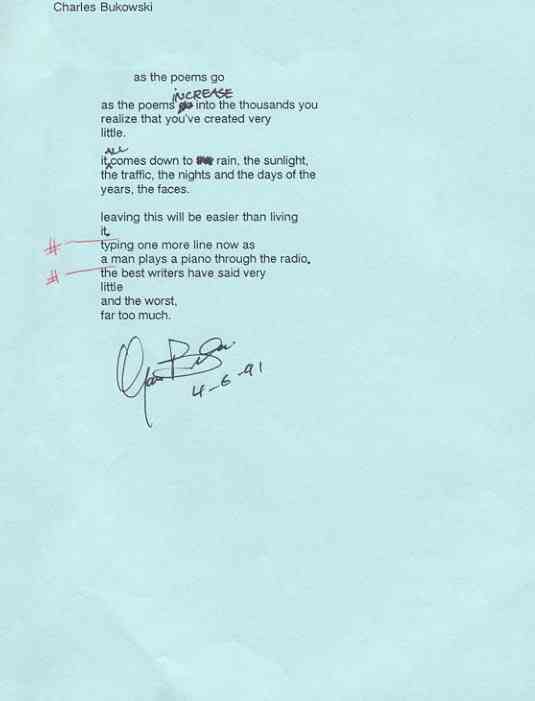 Charles Bukowski
as the poems go
INCREASE
as the poems into the thousands you
realize that you've created very
little.
ALL
it comes down to rain, the sunlight,
the traffic, the nights and the days of the
years, the faces.
leaving this will be easier than living
it.
# typing one more line now as
a man plays a piano through the radio.
# the best writers have said very
little
and the worst,
far too much.
4-6-91